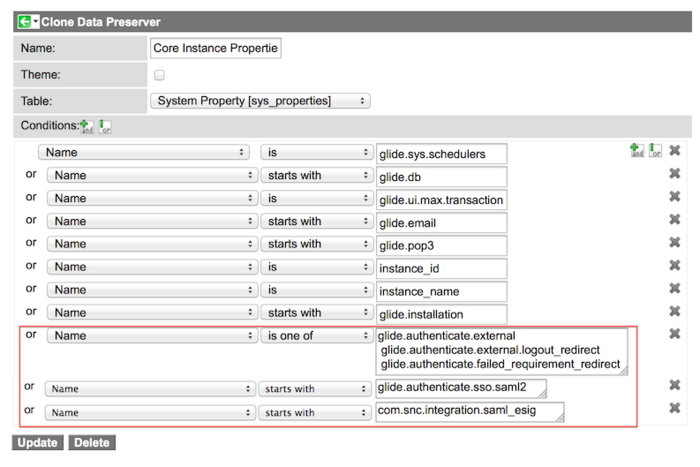 Clone Data Preserver
Name: Core Instance Propertie
Theme:
Table: System Property [sys_properties]
Conditions: and or
Name is glide.sys.schedulers and or
or Name starts with glide.db
or Name is glide.ui.max.transaction
or Name starts with glide.email
or Name starts with glide.pop3
or Name is instance_id
or Name is instance_name
or Name starts with glide.installation
or Name is one of glide.authenticate.external
glide.authenticate.external.logout_redirect
glide.authenticate.failed_requirement_redirect
or Name starts with glide.authenticate.sso.saml2
or Name starts with com.snc.integration.saml_esig
Update Delete